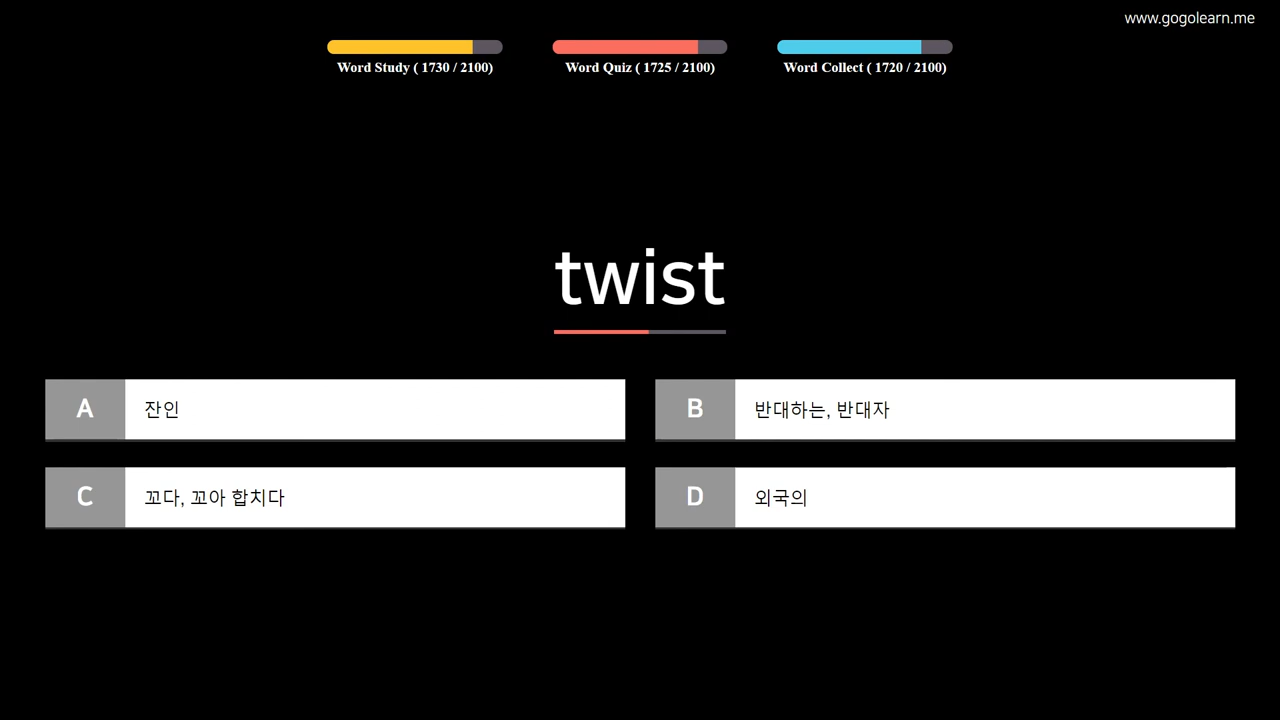 www.gogolearn.me
Word Study ( 1730 / 2100)
Word Quiz ( 1725 / 2100)
Word Collect ( 1720 / 2100)
twist
A 잔인
B 반대하는, 반대자
C 꼬다, 꼬아 합치다
D 외국의